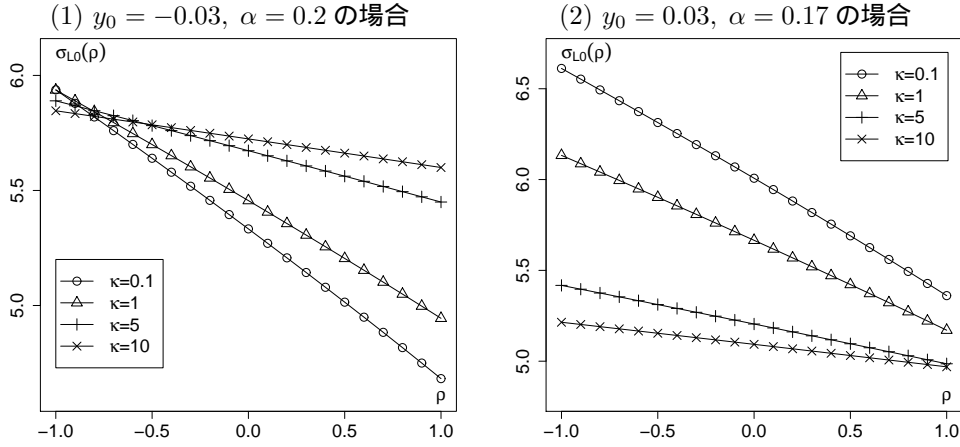 (1) y₀ = −0.03, α = 0.2 の場合
σL0(ρ)
6.0
5.5
5.0
κ=0.1
κ=1
κ=5
κ=10
ρ
−1.0 −0.5 0.0 0.5 1.0
(2) y₀ = 0.03, α = 0.17 の場合
σL0(ρ)
6.5
6.0
5.5
5.0
κ=0.1
κ=1
κ=5
κ=10
ρ
−1.0 −0.5 0.0 0.5 1.0